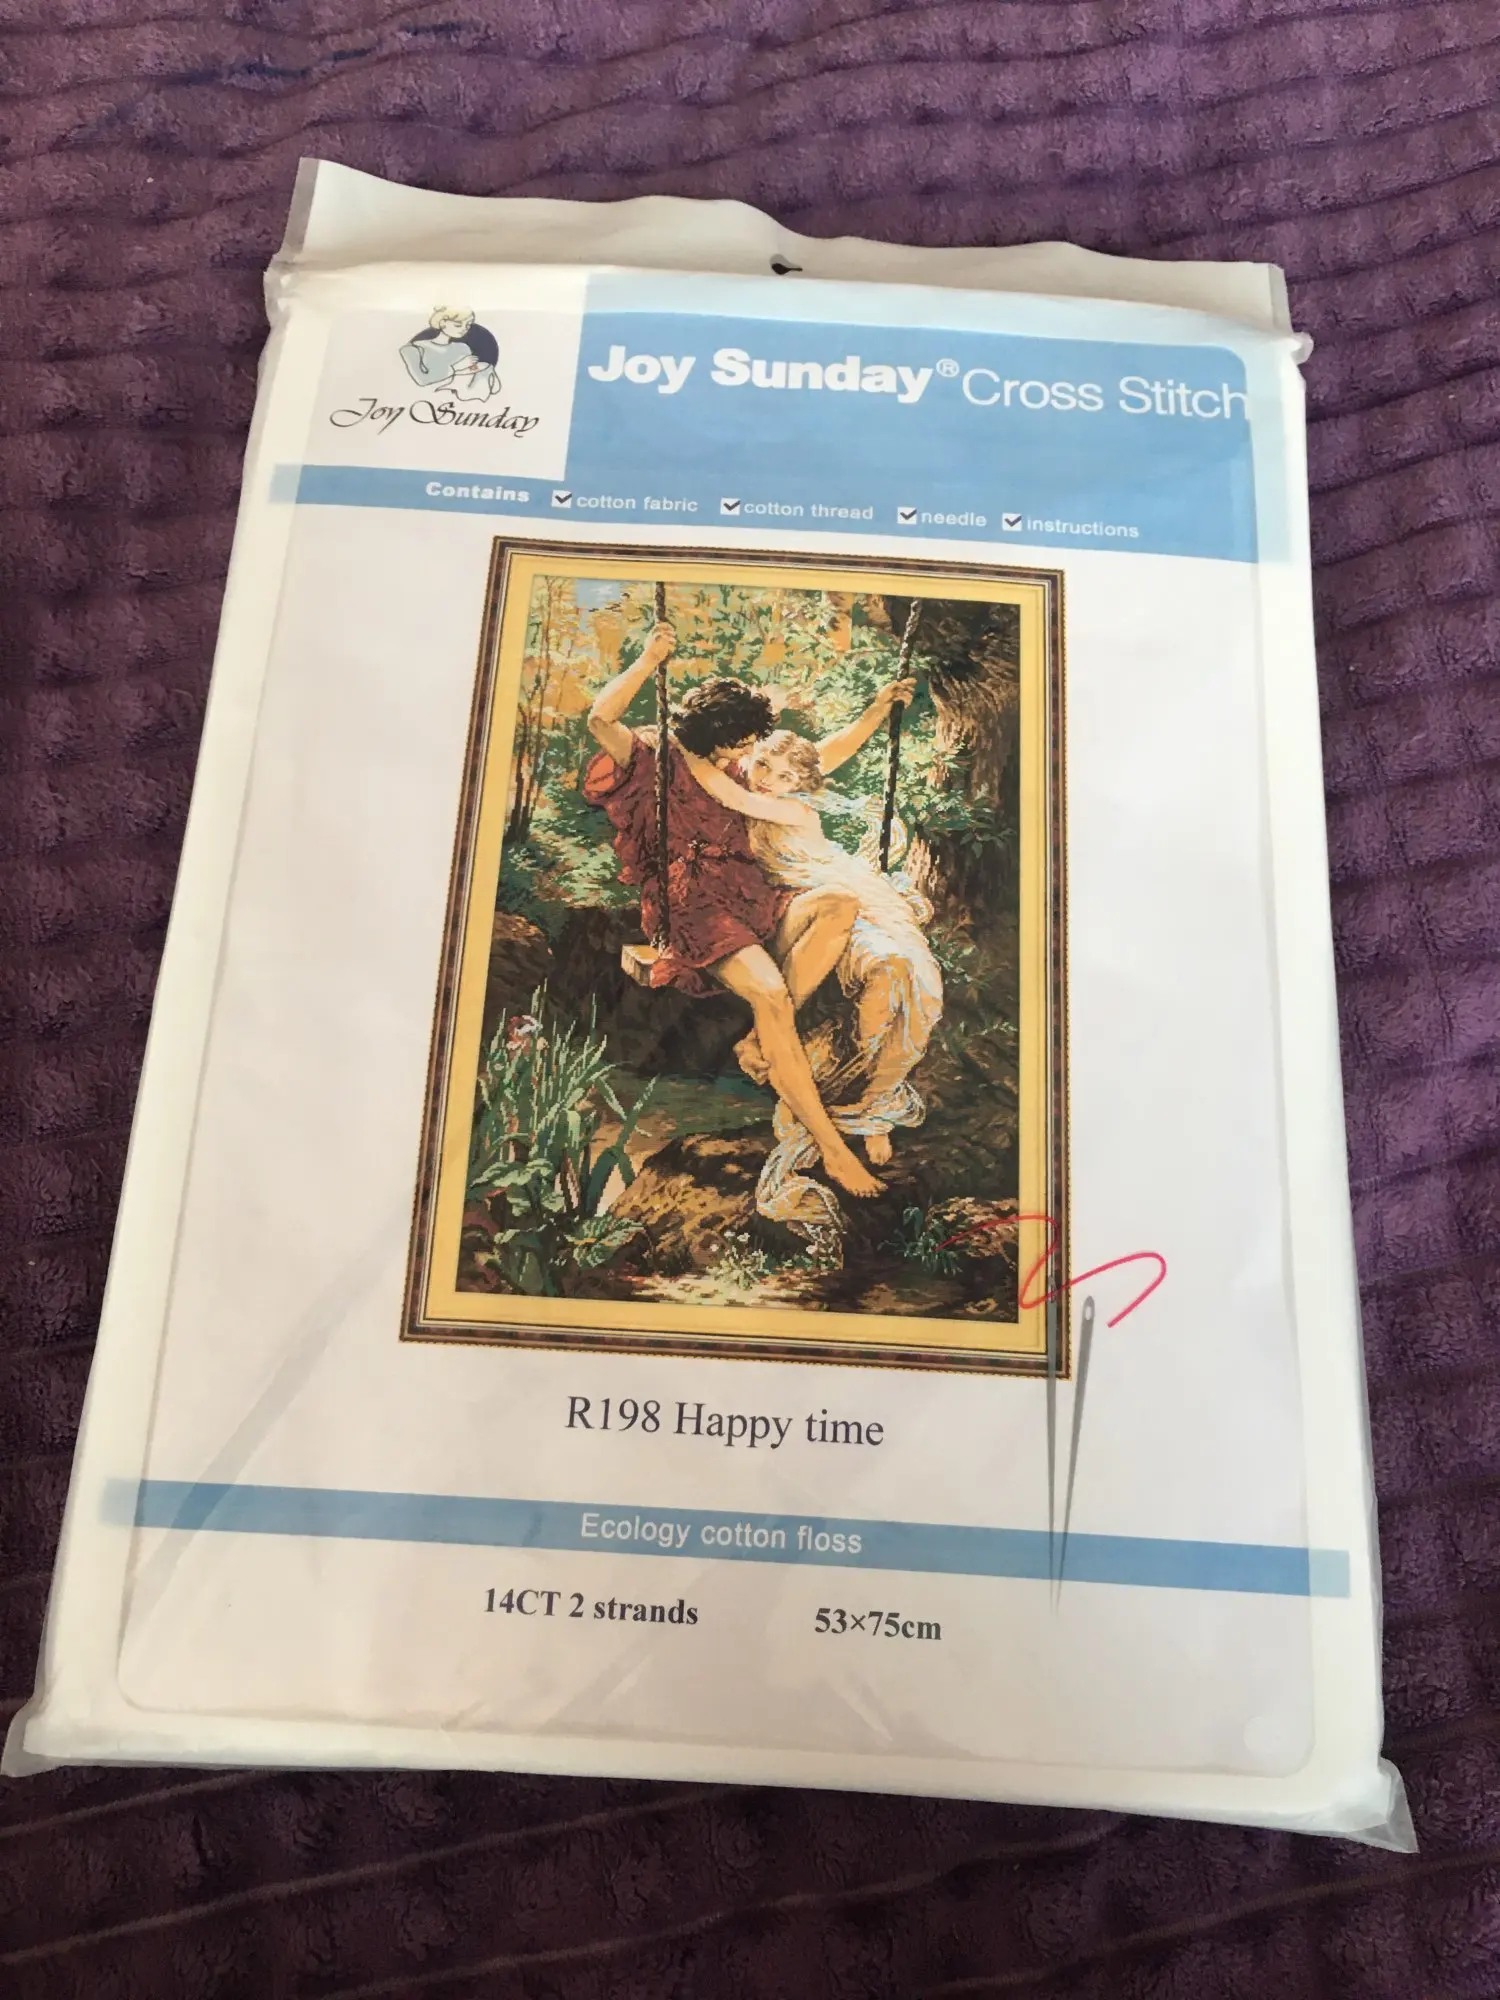 Joy Sunday
Joy Sunday® Cross Stitch
Contains cotton fabric cotton thread needle instructions
R198 Happy time
Ecology cotton floss
14CT 2 strands 53×75cm